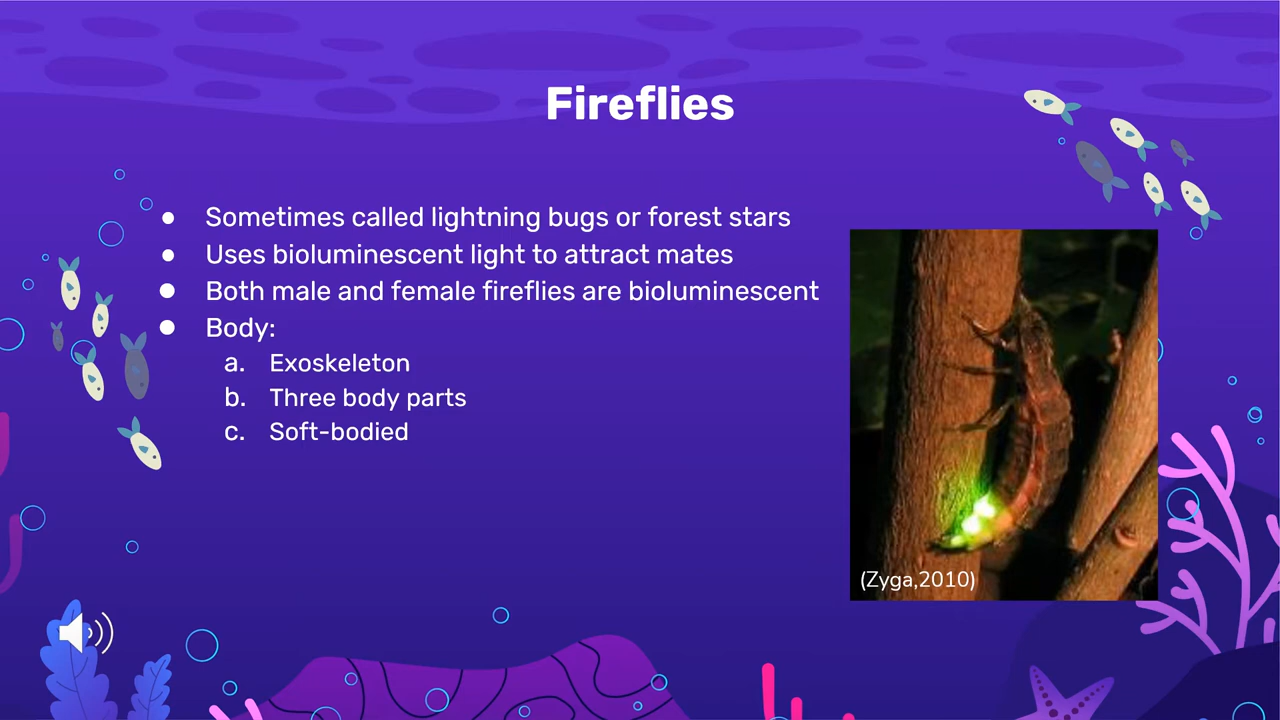 Fireflies
● Sometimes called lightning bugs or forest stars
● Uses bioluminescent light to attract mates
● Both male and female fireflies are bioluminescent
● Body:
a. Exoskeleton
b. Three body parts
c. Soft-bodied
(Zyga,2010)